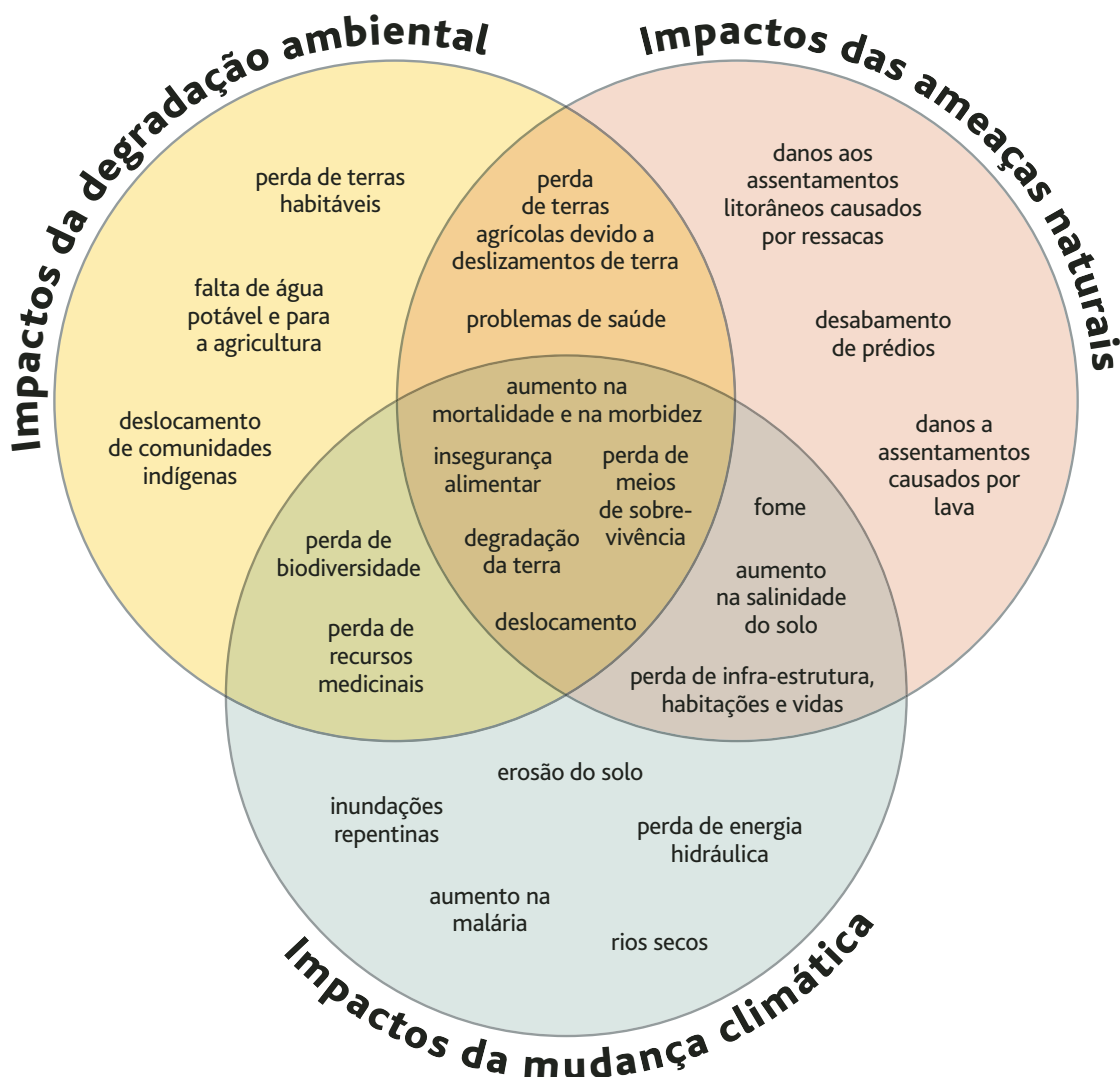 Impactos da degradação ambiental
Impactos das ameaças naturais
perda de terras
habitáveis
falta de água
potável e para
a agricultura
deslocamento
de comunidades
indígenas
perda
de terras
agrícolas devido a
deslizamentos de terra
problemas de saúde
danos aos
assentamentos
litorâneos causados
por ressacas
desabamento
de prédios
danos a
assentamentos
causados por
lava
aumento na
mortalidade e na morbidez
insegurança
alimentar
perda de
meios
de sobre-
vivência
degradação
da terra
deslocamento
perda de
biodiversidade
perda de
recursos
medicinais
fome
aumento
na salinidade
do solo
perda de infra-estrutura,
habitações e vidas
erosão do solo
inundações
repentinas
perda de energia
hidráulica
aumento na
malária
rios secos
Impactos da mudança climática